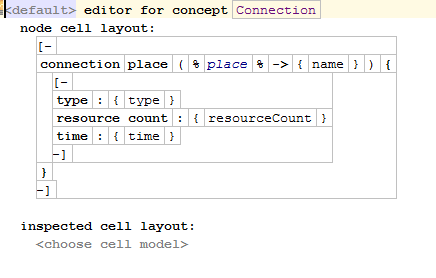 <default> editor for concept Connection
node cell layout:
[-
connection place ( % place % -> { name } ) {
[-
type : { type }
resource count : { resourceCount }
time : { time }
-]
}
-]
inspected cell layout:
<choose cell model>